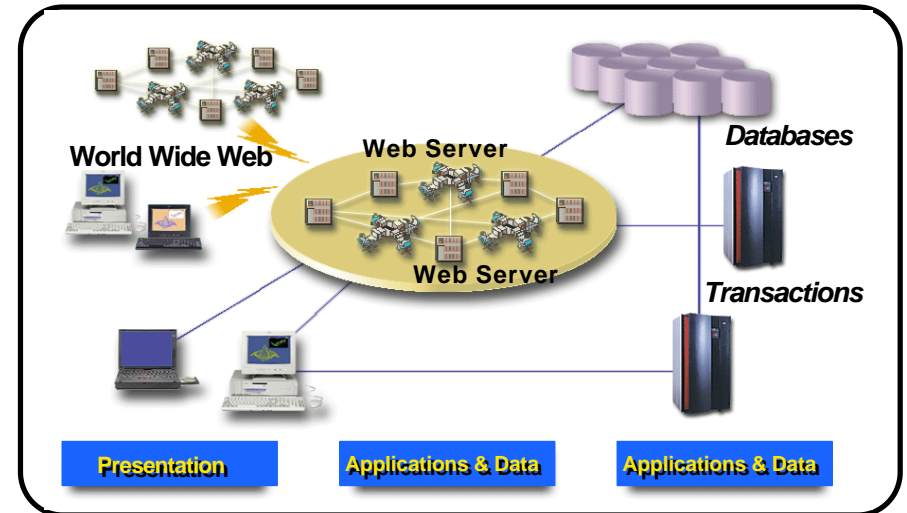 World Wide Web
Web Server
Databases
Web Server
Transactions
Presentation
Applications & Data
Applications & Data